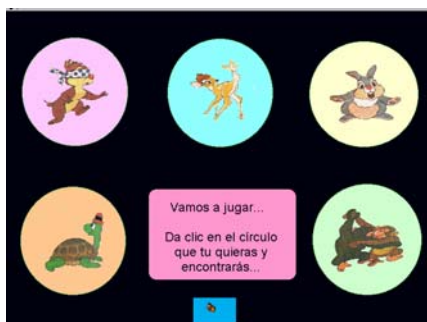 Vamos a jugar...
Da clic en el círculo
que tu quieras y
encontrarás...